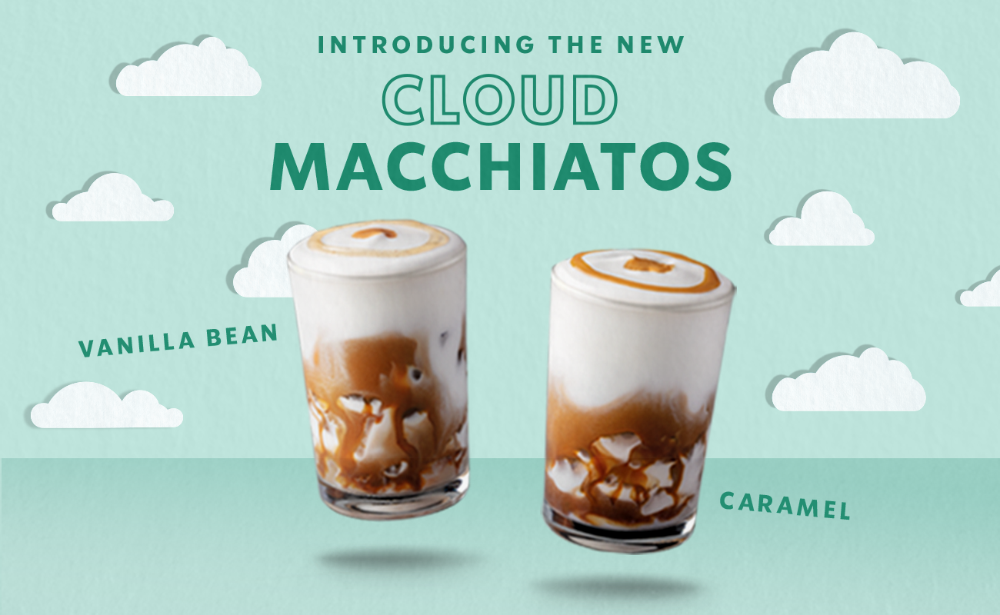 INTRODUCING THE NEW
CLOUD
MACCHIATOS
VANILLA BEAN
CARAMEL